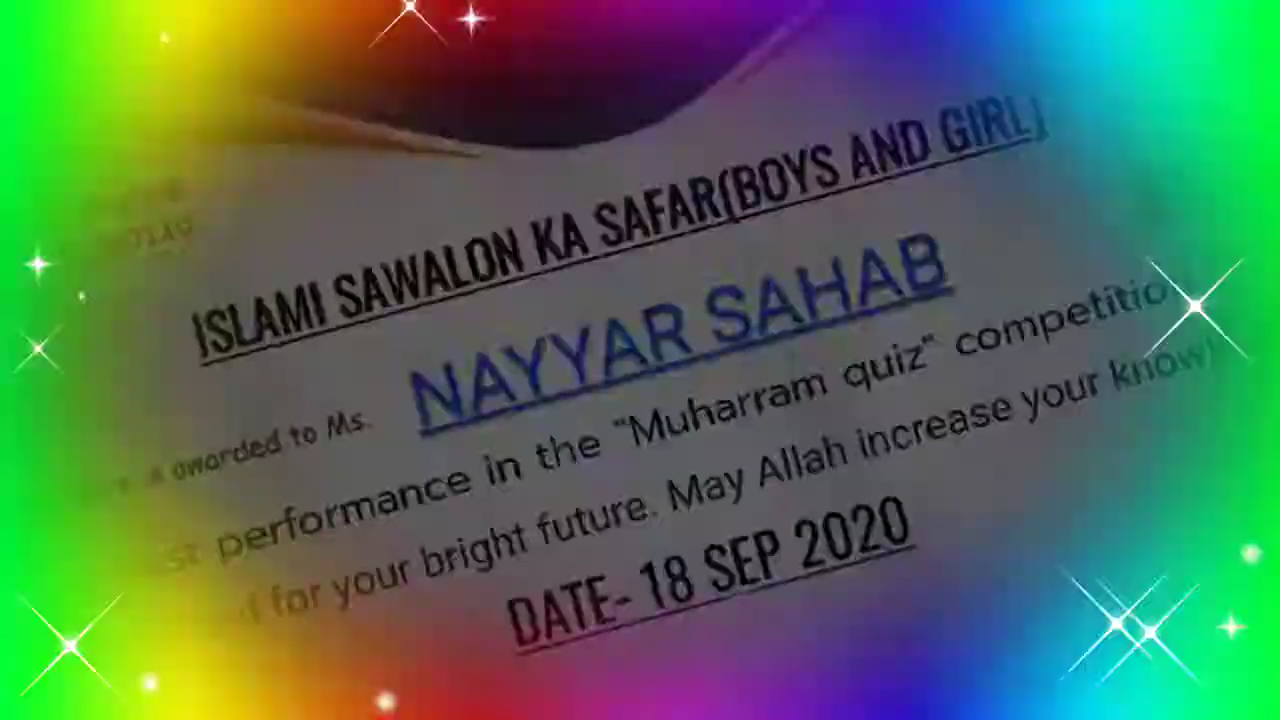 ISLAMI SAWALON KA SAFAR(BOYS AND GIRL)
awarded to Ms. NAYYAR SAHAB
performance in the "Muharram quiz" competitio
for your bright future. May Allah increase your know
DATE- 18 SEP 2020